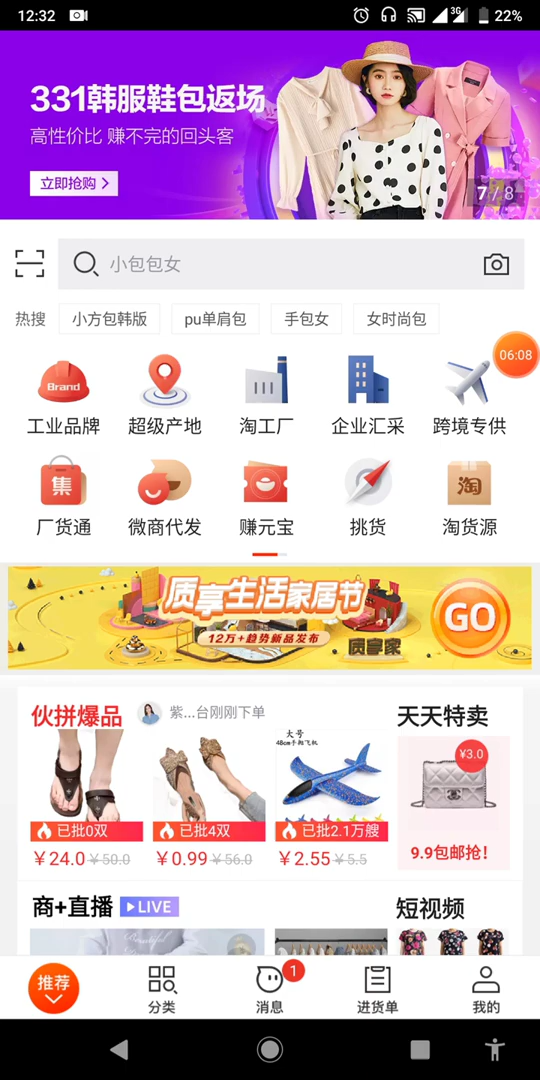 12:32
3G
22%
331韩服鞋包返场
高性价比 赚不完的回头客
立即抢购
7 / 8
小包包女
热搜
小方包韩版
pu单肩包
手包女
女时尚包
06:08
Brand
工业品牌
超级产地
淘工厂
企业汇采
跨境专供
集
淘
厂货通
微商代发
赚元宝
挑货
淘货源
质享生活家居节
12万+趋势新品发布
质享家
GO
伙拼爆品
紫...台刚刚下单
天天特卖
大号
48cm手抛飞机
¥3.0
已批0双
已批4双
已批2.1万艘
¥24.0 ¥50.0
¥0.99 ¥56.0
¥2.55 ¥5.5
9.9包邮抢!
商+直播
LIVE
短视频
Beautiful
推荐
分类
1
消息
进货单
我的